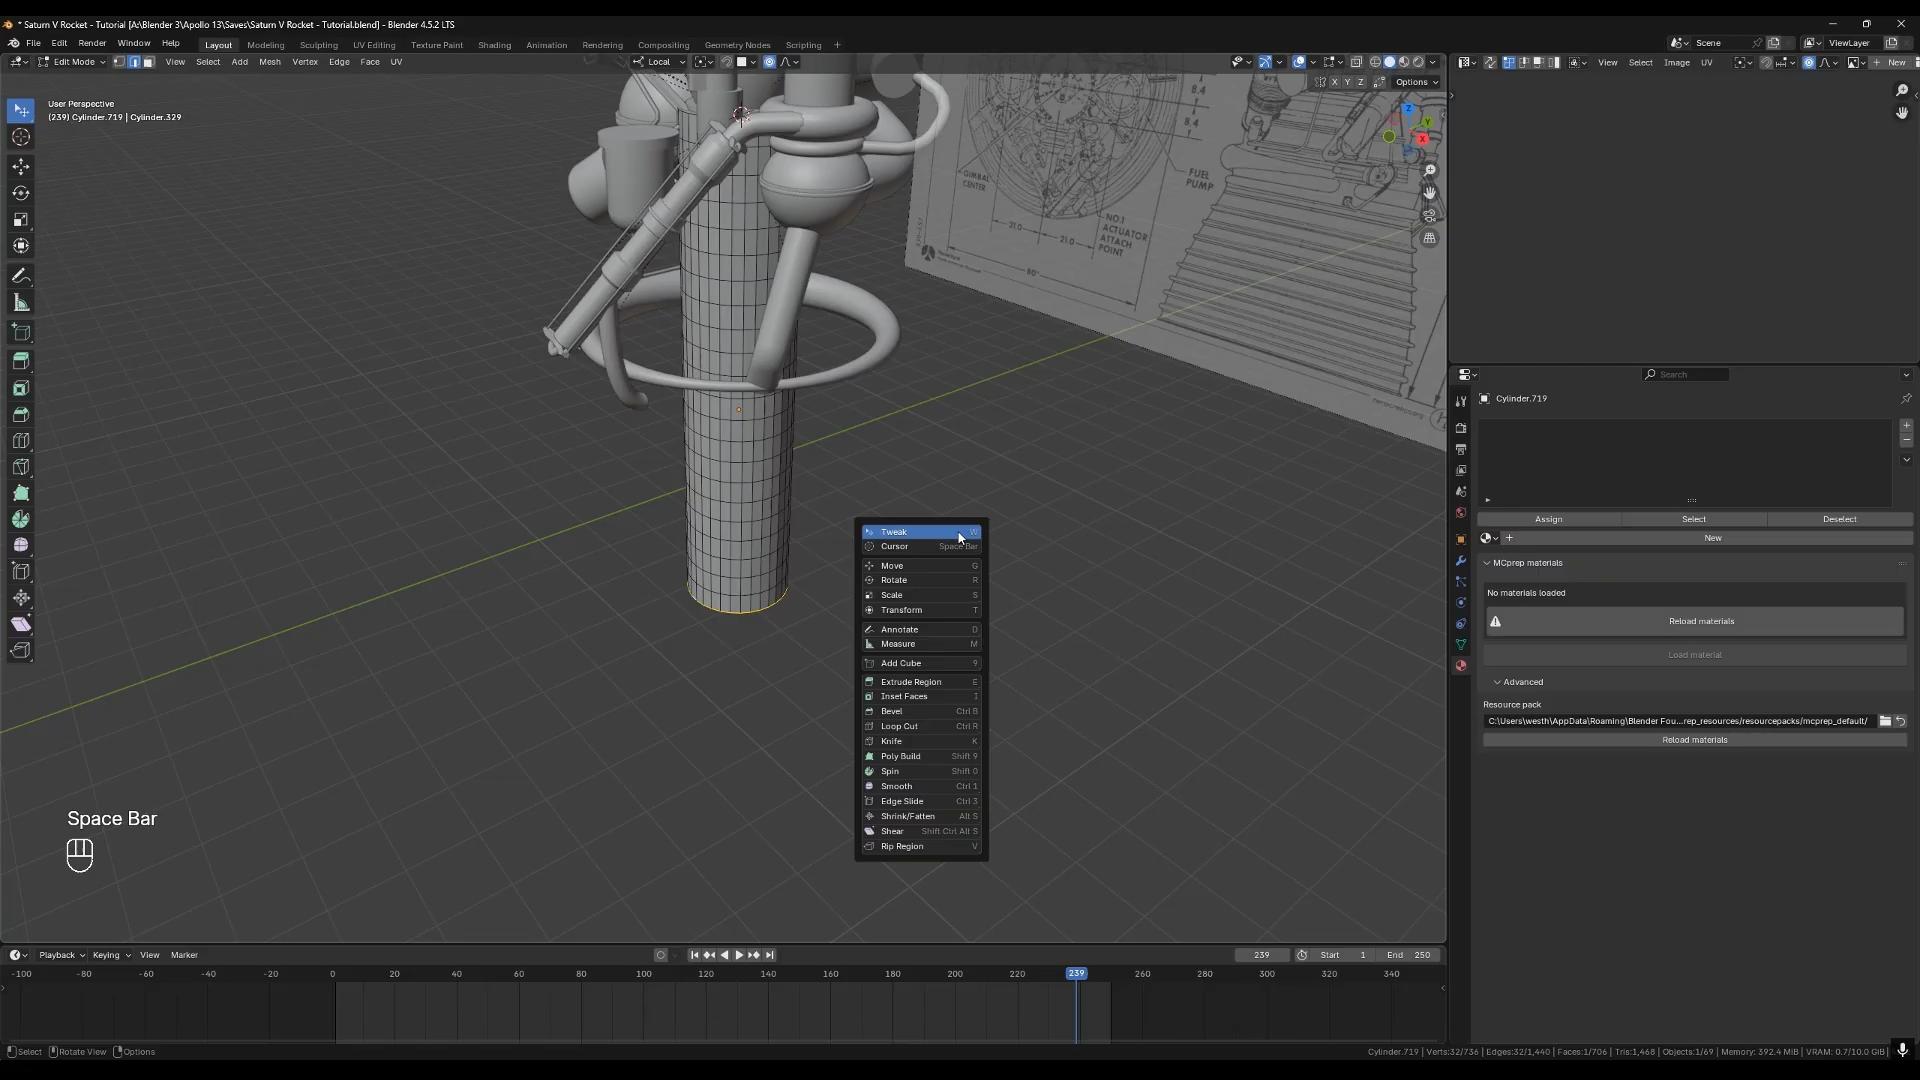 * Saturn V Rocket - Tutorial [A:\Blender 3\Apollo 13\Saves\Saturn V Rocket - Tutorial.blend] - Blender 4.5.2 LTS
File Edit Render Window Help Layout Modeling Sculpting UV Editing Texture Paint Shading Animation Rendering Compositing Geometry Nodes Scripting + Scene ViewLayer
Edit Mode View Select Add Mesh Vertex Edge Face UV Local View Select Image UV New
X Y Z Options
User Perspective
(239) Cylinder.719 | Cylinder.329
8.4
8.4
Z
Y
X
GIMBAL
CENTER
FUEL
PUMP
21.0
21.0
NO.1
ACTUATOR
ATTACH
POINT
80"
Search
Cylinder.719
Assign Select Deselect
New
MCprep materials
No materials loaded
Reload materials
Load material
Advanced
Resource pack
C:\Users\westh\AppData\Roaming\Blender Fou...rep_resources/resourcepacks/mcprep_default/
Reload materials
Tweak W
Cursor Space Bar
Move G
Rotate R
Scale S
Transform T
Annotate D
Measure M
Add Cube 9
Extrude Region E
Inset Faces I
Bevel Ctrl B
Loop Cut Ctrl R
Knife K
Poly Build Shift 9
Spin Shift 0
Smooth Ctrl 1
Edge Slide Ctrl 3
Shrink/Fatten Alt S
Shear Shift Ctrl Alt S
Rip Region V
Space Bar
Playback Keying View Marker 239 Start 1 End 250
-100 -80 -60 -40 -20 0 20 40 60 80 100 120 140 160 180 200 220 239 260 280 300 320 340
Select Rotate View Options Cylinder.719 | Verts:32/736 | Edges:32/1,440 | Faces:1/706 | Tris:1,468 | Objects:1/69 | Memory: 392.4 MiB | VRAM: 0.7/10.0 GiB |